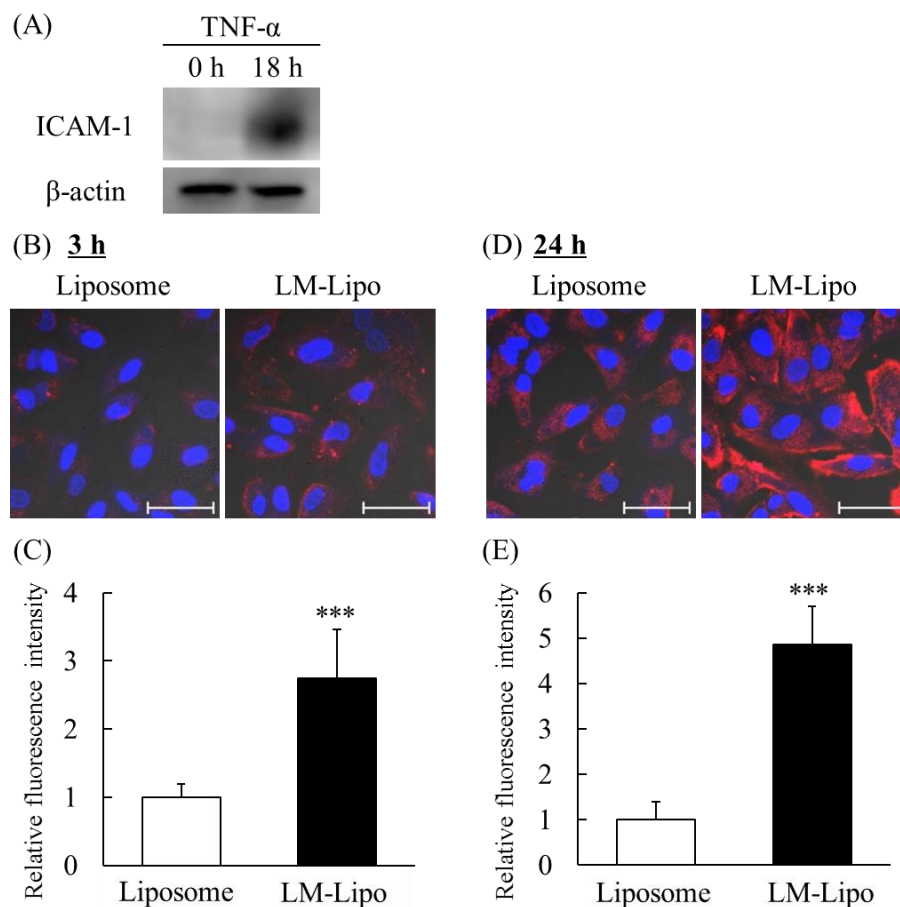 (A)
TNF-α
0 h 18 h
ICAM-1
β-actin
(B) 3 h
Liposome LM-Lipo
(D) 24 h
Liposome LM-Lipo
(C)
Relative fluorescence intensity
4
3
2
1
0
***
Liposome LM-Lipo
(E)
Relative fluorescence intensity
6
5
4
3
2
1
0
***
Liposome LM-Lipo